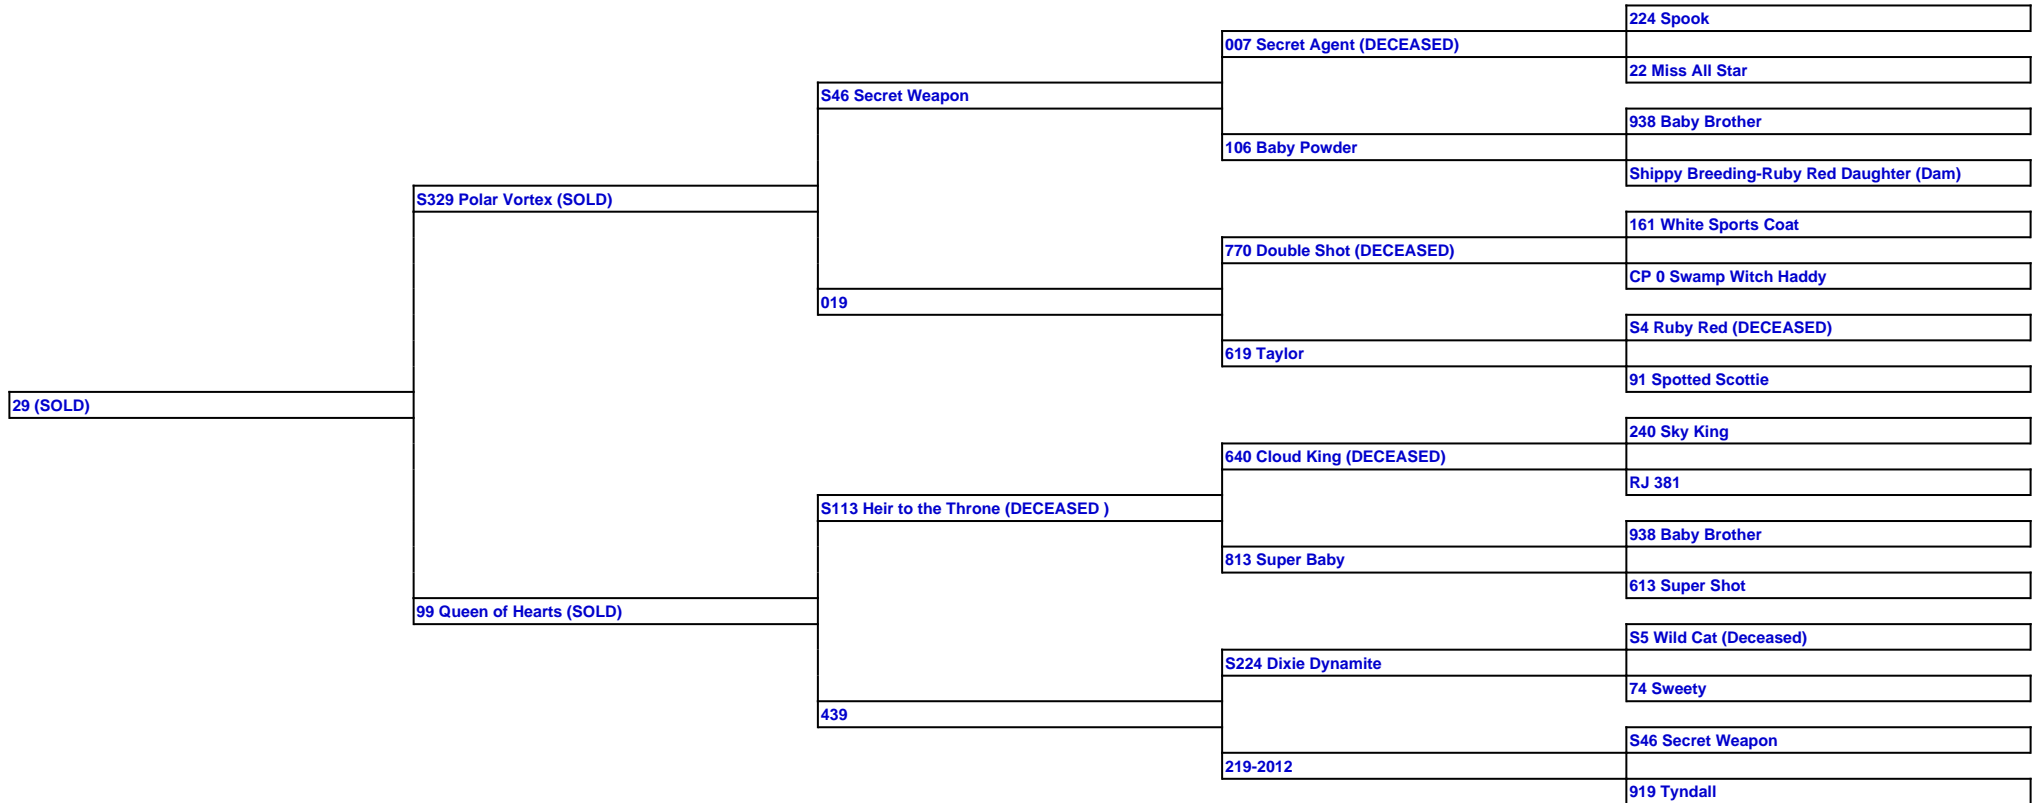 224 Spook
007 Secret Agent (DECEASED)
22 Miss All Star
S46 Secret Weapon
938 Baby Brother
106 Baby Powder
Shippy Breeding-Ruby Red Daughter (Dam)
S329 Polar Vortex (SOLD)
161 White Sports Coat
770 Double Shot (DECEASED)
CP 0 Swamp Witch Haddy
019
S4 Ruby Red (DECEASED)
619 Taylor
91 Spotted Scottie
29 (SOLD)
240 Sky King
640 Cloud King (DECEASED)
RJ 381
S113 Heir to the Throne (DECEASED )
938 Baby Brother
813 Super Baby
613 Super Shot
99 Queen of Hearts (SOLD)
S5 Wild Cat (Deceased)
S224 Dixie Dynamite
74 Sweety
439
S46 Secret Weapon
219-2012
919 Tyndall